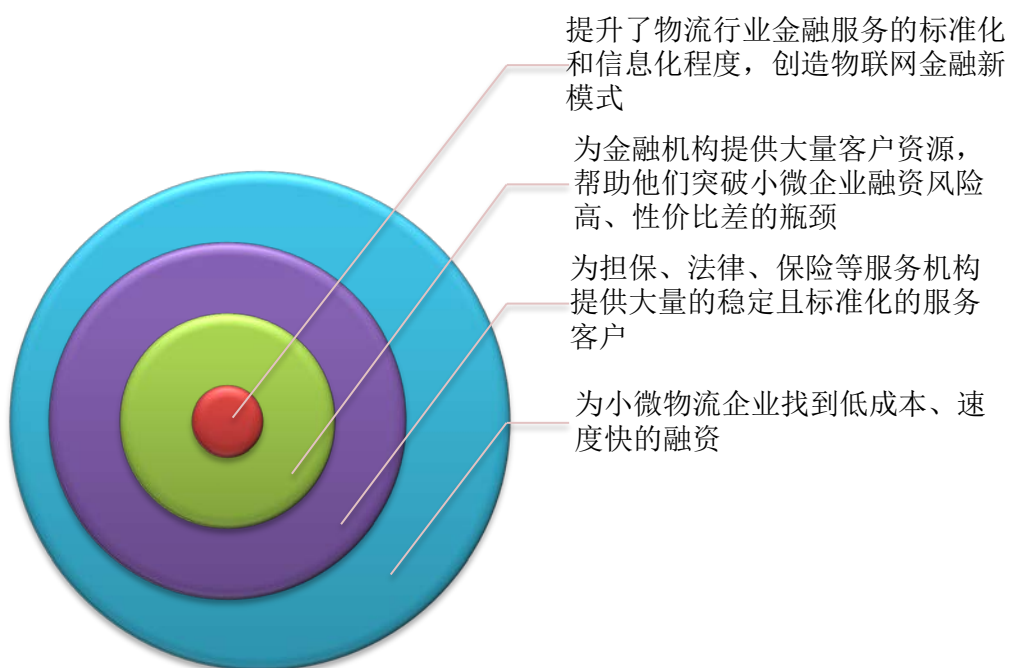 提升了物流行业金融服务的标准化
和信息化程度，创造物联网金融新
模式
为金融机构提供大量客户资源，
帮助他们突破小微企业融资风险
高、性价比差的瓶颈
为担保、法律、保险等服务机构
提供大量的稳定且标准化的服务
客户
为小微物流企业找到低成本、速
度快的融资